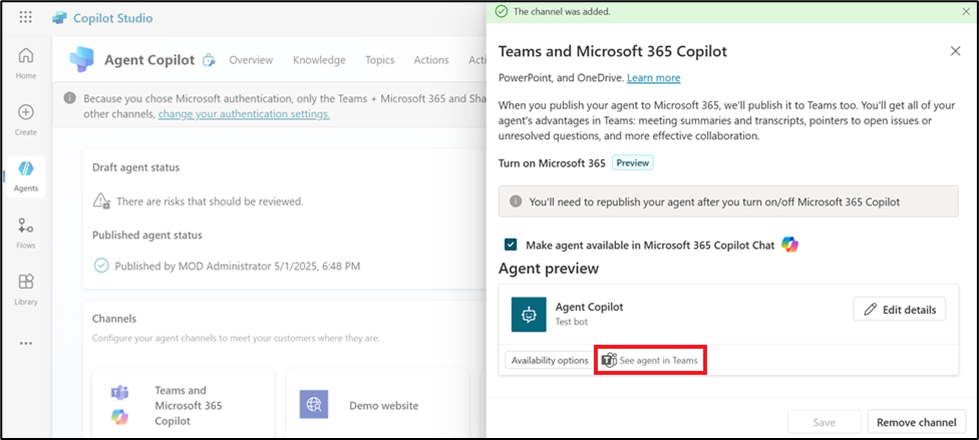 Copilot Studio
Home
Create
Agents
Flows
Library
Agent Copilot
Overview
Knowledge
Topics
Actions
Acti
Because you chose Microsoft authentication, only the Teams + Microsoft 365 and Sha
other channels, change your authentication settings.
Draft agent status
There are risks that should be reviewed.
Published agent status
Published by MOD Administrator 5/1/2025, 6:48 PM
Channels
Configure your agent channels to meet your customers where they are.
Teams and
Microsoft 365
Copilot
Demo website
The channel was added.
Teams and Microsoft 365 Copilot
PowerPoint, and OneDrive. Learn more
When you publish your agent to Microsoft 365, we'll publish it to Teams too. You'll get all of your
agent's advantages in Teams: meeting summaries and transcripts, pointers to open issues or
unresolved questions, and more effective collaboration.
Turn on Microsoft 365 Preview
You'll need to republish your agent after you turn on/off Microsoft 365 Copilot
Make agent available in Microsoft 365 Copilot Chat
Agent preview
Agent Copilot
Test bot
Edit details
Availability options
See agent in Teams
Save
Remove channel